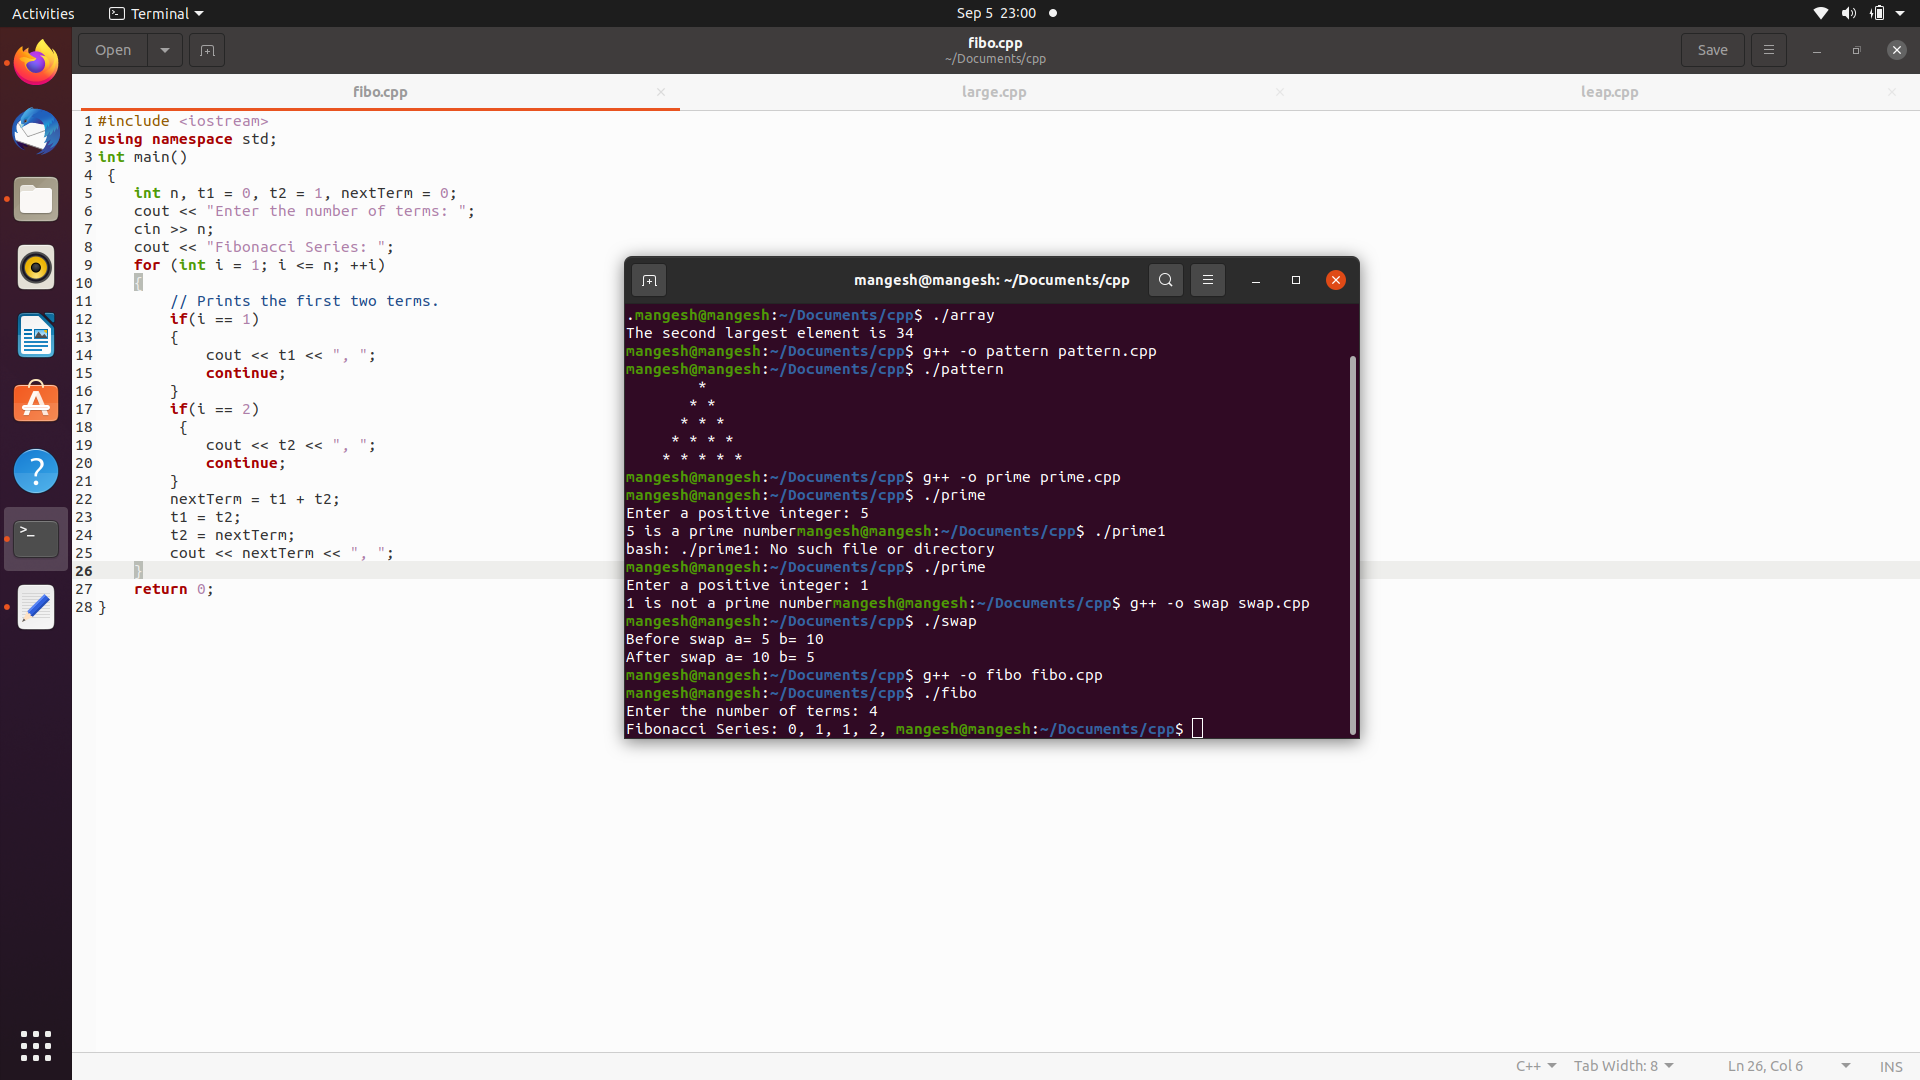 Activities Terminal Sep 5 23:00
Open fibo.cpp Save
~/Documents/cpp
fibo.cpp large.cpp leap.cpp
1 #include <iostream>
2 using namespace std;
3 int main()
4  {
5     int n, t1 = 0, t2 = 1, nextTerm = 0;
6     cout << "Enter the number of terms: ";
7     cin >> n;
8     cout << "Fibonacci Series: ";
9     for (int i = 1; i <= n; ++i)
10     {
11         // Prints the first two terms.
12         if(i == 1)
13         {
14             cout << t1 << ", ";
15             continue;
16         }
17         if(i == 2)
18          {
19             cout << t2 << ", ";
20             continue;
21         }
22         nextTerm = t1 + t2;
23         t1 = t2;
24         t2 = nextTerm;
25         cout << nextTerm << ", ";
26     }
27     return 0;
28 }
mangesh@mangesh: ~/Documents/cpp
.mangesh@mangesh:~/Documents/cpp$ ./array
The second largest element is 34
mangesh@mangesh:~/Documents/cpp$ g++ -o pattern pattern.cpp
mangesh@mangesh:~/Documents/cpp$ ./pattern
        *
       * *
      * * *
     * * * *
    * * * * *
mangesh@mangesh:~/Documents/cpp$ g++ -o prime prime.cpp
mangesh@mangesh:~/Documents/cpp$ ./prime
Enter a positive integer: 5
5 is a prime numbermangesh@mangesh:~/Documents/cpp$ ./prime1
bash: ./prime1: No such file or directory
mangesh@mangesh:~/Documents/cpp$ ./prime
Enter a positive integer: 1
1 is not a prime numbermangesh@mangesh:~/Documents/cpp$ g++ -o swap swap.cpp
mangesh@mangesh:~/Documents/cpp$ ./swap
Before swap a= 5 b= 10
After swap a= 10 b= 5
mangesh@mangesh:~/Documents/cpp$ g++ -o fibo fibo.cpp
mangesh@mangesh:~/Documents/cpp$ ./fibo
Enter the number of terms: 4
Fibonacci Series: 0, 1, 1, 2, mangesh@mangesh:~/Documents/cpp$
C++ Tab Width: 8 Ln 26, Col 6 INS